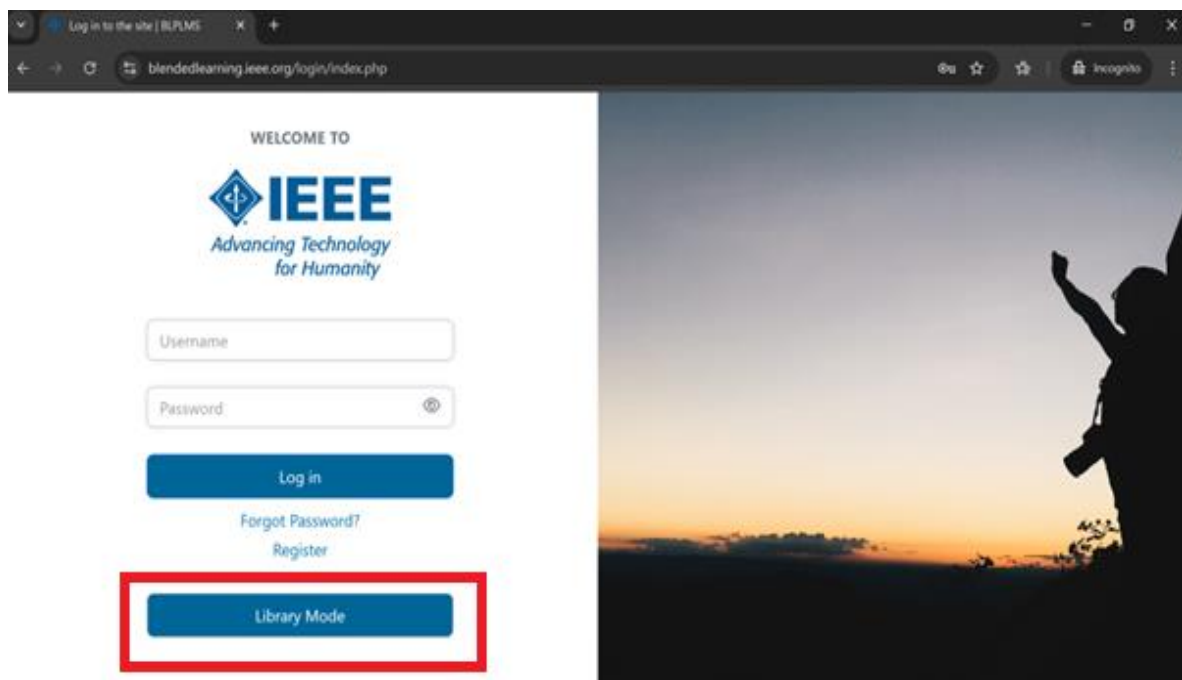 Log in to the site | BLPLMS
blendedlearning.ieee.org/login/index.php
Incognito
WELCOME TO
IEEE
Advancing Technology
for Humanity
Username
Password
Log in
Forgot Password?
Register
Library Mode